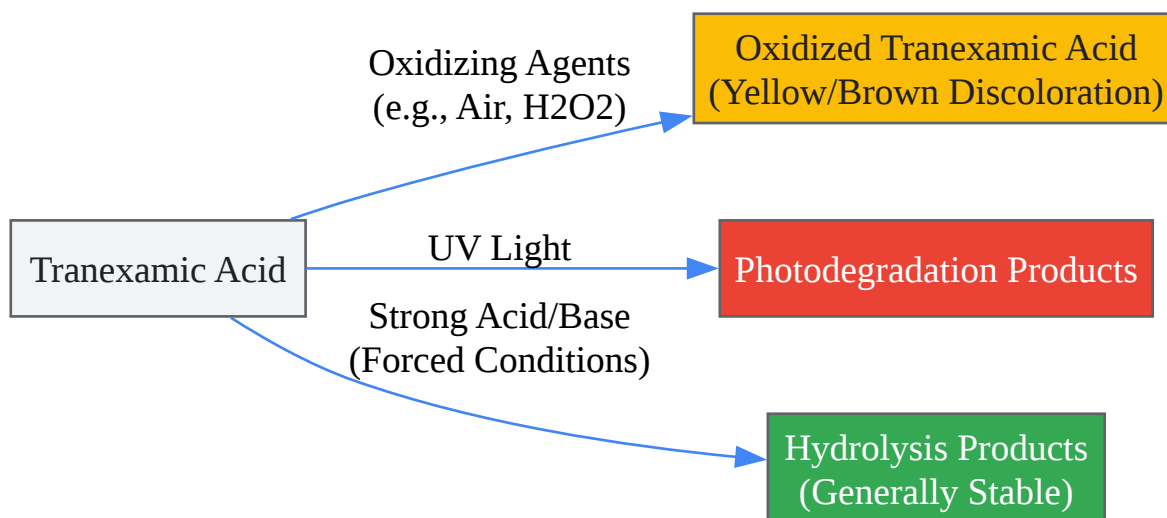 Oxidizing Agents
(e.g., Air, H2O2)
Oxidized Tranexamic Acid
(Yellow/Brown Discoloration)
Tranexamic Acid
UV Light
Photodegradation Products
Strong Acid/Base
(Forced Conditions)
Hydrolysis Products
(Generally Stable)